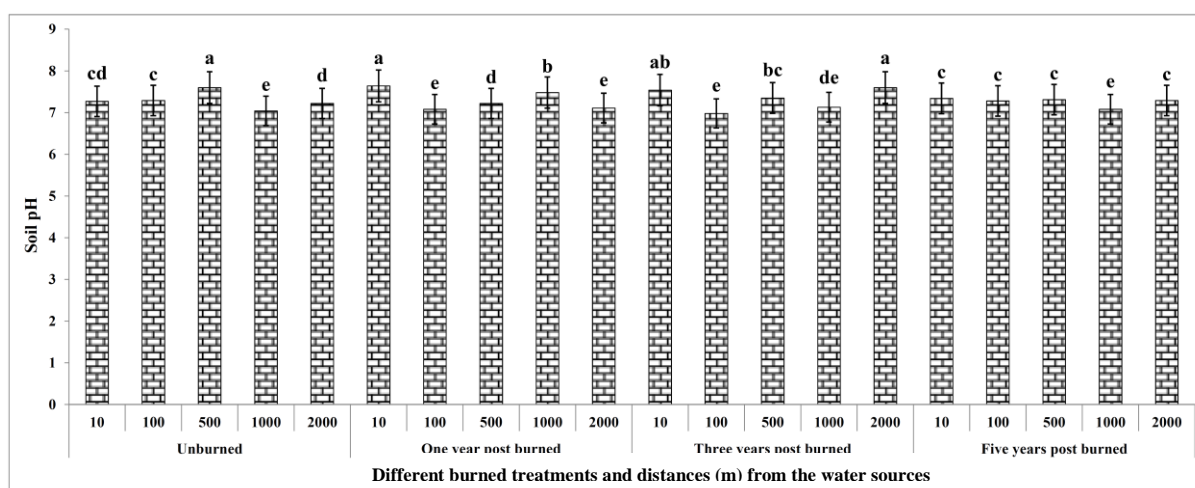 9
8
7
6
5
4
3
2
1
0
Soil pH
cd c a e d a e d b e ab e bc de a c c c e c
10 100 500 1000 2000 10 100 500 1000 2000 10 100 500 1000 2000 10 100 500 1000 2000
Unburned One year post burned Three years post burned Five years post burned
Different burned treatments and distances (m) from the water sources